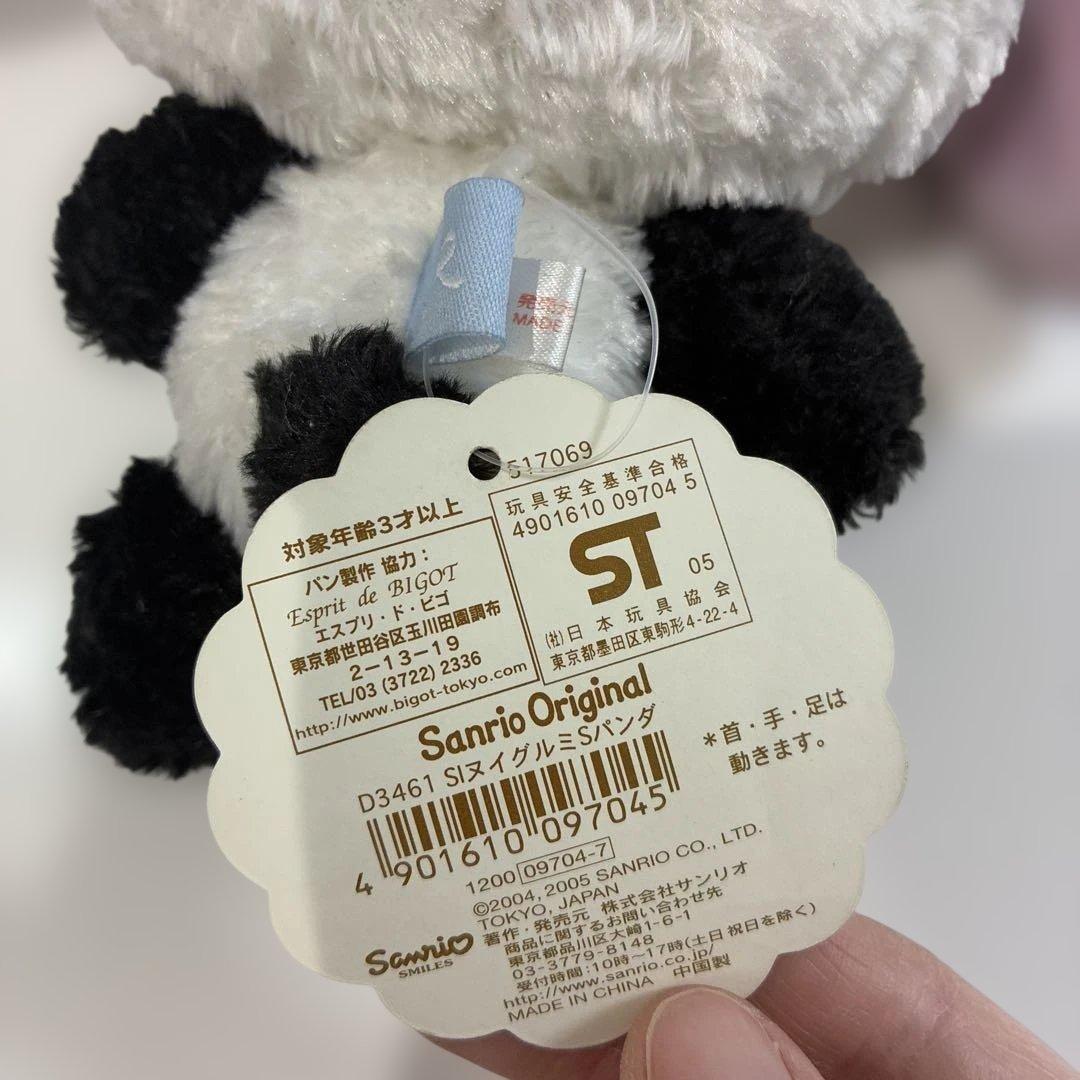 発売元
MADE
517069
玩具安全基準合格
4901610 09704 5
ST 05
(社)日本玩具協会
東京都墨田区東駒形4-22-4
対象年齢3才以上
パン製作 協力：
Esprit de BIGOT
エスプリ・ド・ビゴ
東京都世田谷区玉川田園調布
2-13-19
TEL/03 (3722) 2336
http://www.bigot-tokyo.com
Sanrio Original
D3461 SIヌイグルミSパンダ
4 901610 097045
＊首・手・足は
動きます。
1200 09704-7
©2004, 2005 SANRIO CO., LTD.
TOKYO, JAPAN
著作・発売元 株式会社サンリオ
商品に関するお問い合わせ先
東京都品川区大崎1-6-1
03-3779-8148
受付時間：10時～17時(土日祝日を除く)
http://www.sanrio.co.jp/
MADE IN CHINA 中国製
Sanrio
SMILES